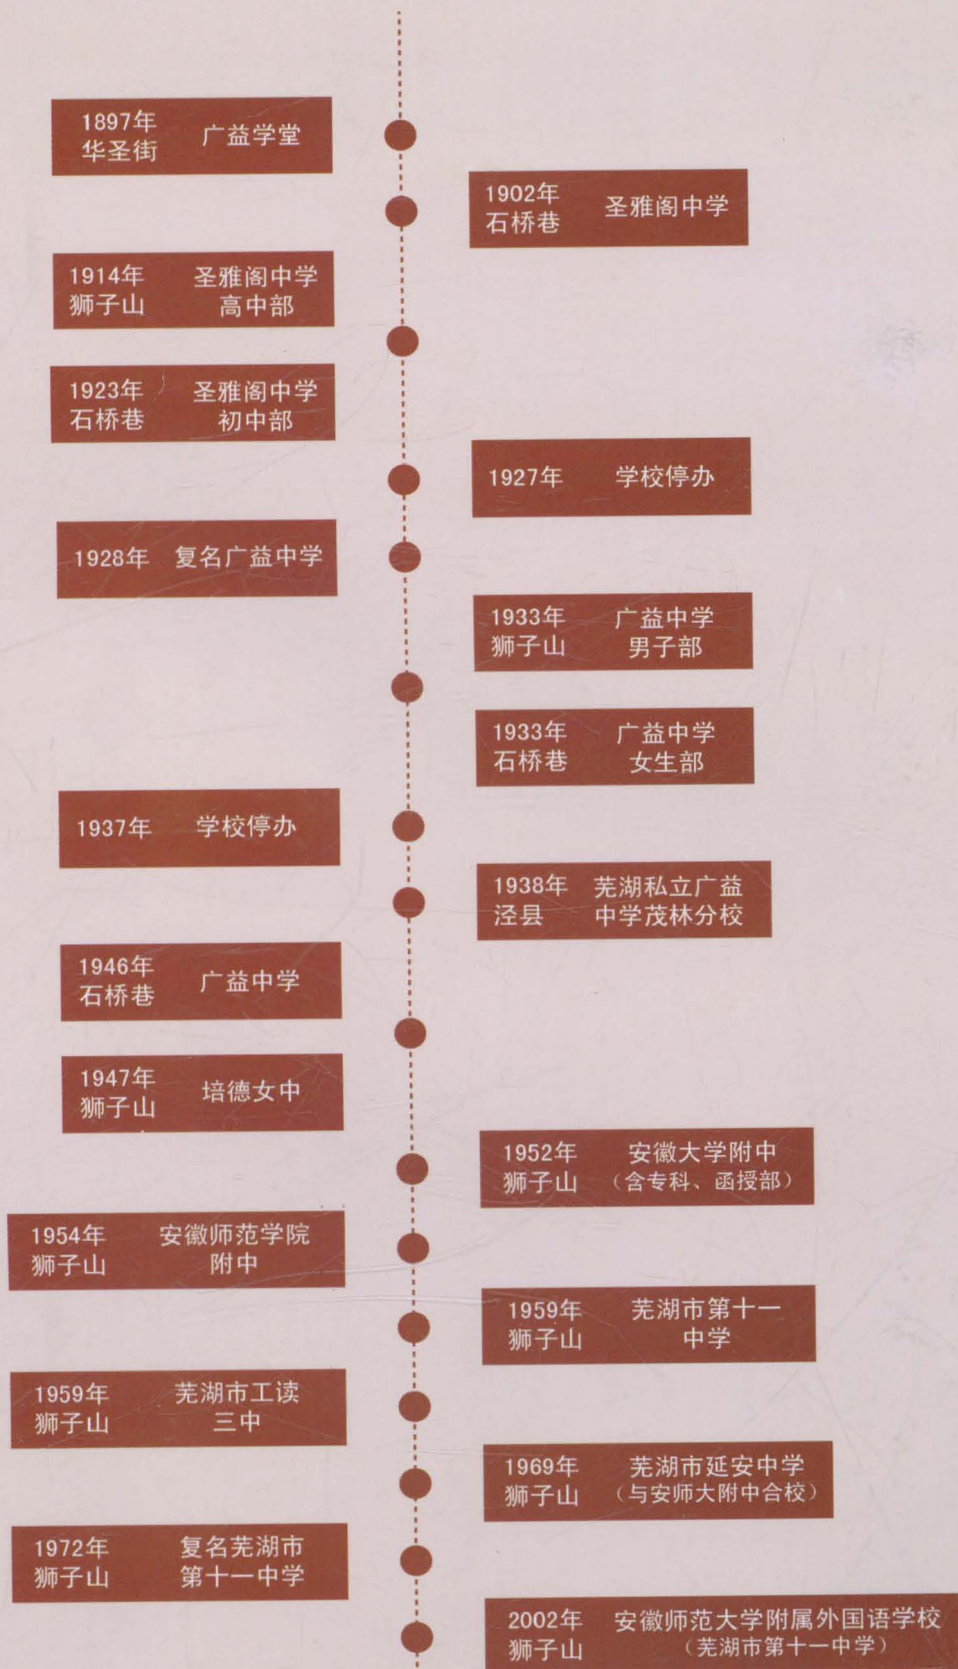 1897年
华圣街
广益学堂
1902年
石桥巷
圣雅阁中学
1914年
狮子山
圣雅阁中学
高中部
1923年
石桥巷
圣雅阁中学
初中部
1927年
学校停办
1928年
复名广益中学
1933年
狮子山
广益中学
男子部
1933年
石桥巷
广益中学
女生部
1937年
学校停办
1938年
泾县
芜湖私立广益
中学茂林分校
1946年
石桥巷
广益中学
1947年
狮子山
培德女中
1952年
狮子山
安徽大学附中
（含专科、函授部）
1954年
狮子山
安徽师范学院
附中
1959年
狮子山
芜湖市第十一
中学
1959年
狮子山
芜湖市工读
三中
1969年
狮子山
芜湖市延安中学
（与安师大附中合校）
1972年
狮子山
复名芜湖市
第十一中学
2002年
狮子山
安徽师范大学附属外国语学校
（芜湖市第十一中学）